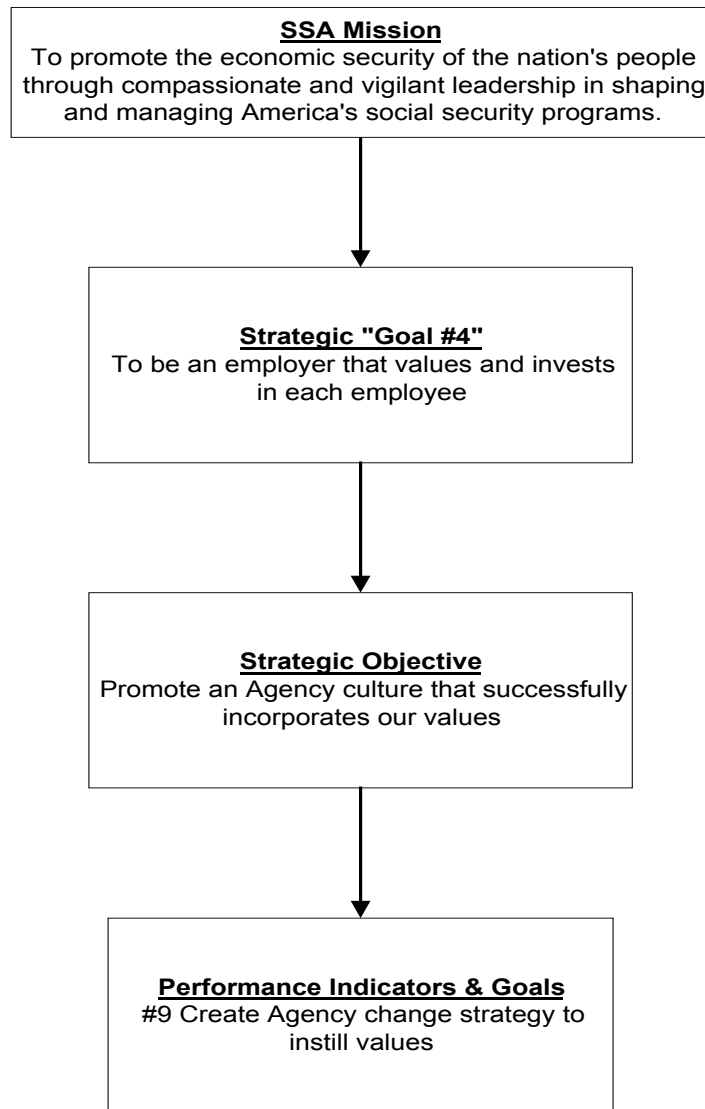 SSA Mission
To promote the economic security of the nation's people
through compassionate and vigilant leadership in shaping
and managing America's social security programs.
Strategic "Goal #4"
To be an employer that values and invests
in each employee
Strategic Objective
Promote an Agency culture that successfully
incorporates our values
Performance Indicators & Goals
#9 Create Agency change strategy to
instill values